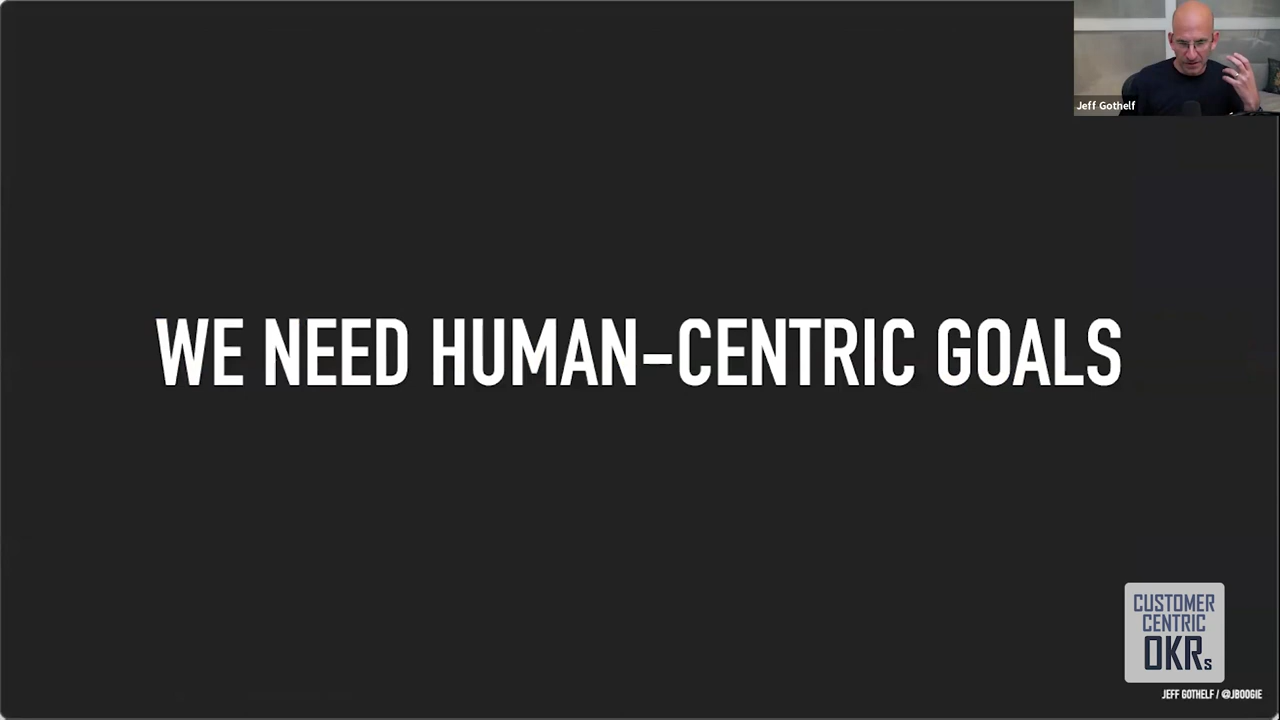 Jeff Gothelf
WE NEED HUMAN-CENTRIC GOALS
CUSTOMER
CENTRIC
OKRs
JEFF GOTHELF / @JBOOGIE